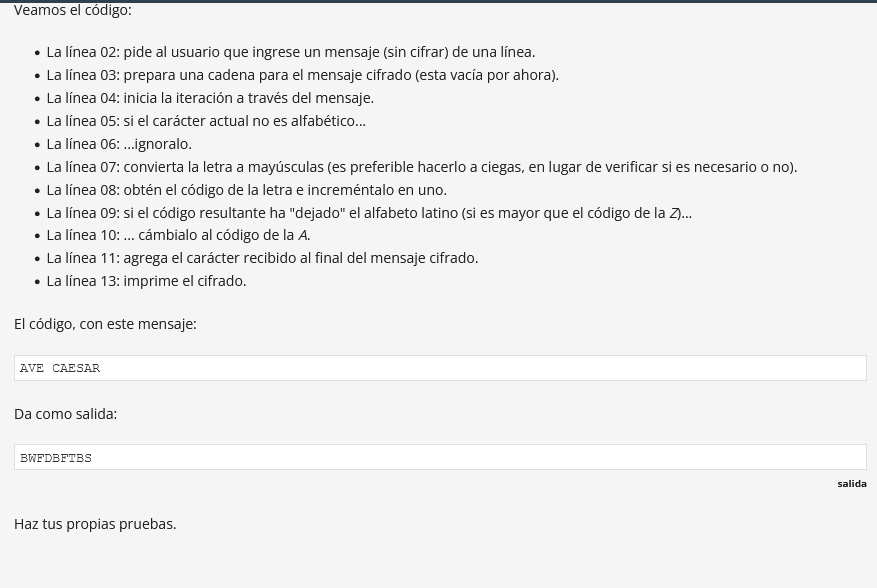 Veamos el código:
• La línea 02: pide al usuario que ingrese un mensaje (sin cifrar) de una línea.
• La línea 03: prepara una cadena para el mensaje cifrado (esta vacía por ahora).
• La línea 04: inicia la iteración a través del mensaje.
• La línea 05: si el carácter actual no es alfabético...
• La línea 06: ...ignoralo.
• La línea 07: convierta la letra a mayúsculas (es preferible hacerlo a ciegas, en lugar de verificar si es necesario o no).
• La línea 08: obtén el código de la letra e increméntalo en uno.
• La línea 09: si el código resultante ha "dejado" el alfabeto latino (si es mayor que el código de la Z)...
• La línea 10: ... cámbialo al código de la A.
• La línea 11: agrega el carácter recibido al final del mensaje cifrado.
• La línea 13: imprime el cifrado.
El código, con este mensaje:
AVE CAESAR
Da como salida:
BWFDBFTBS
salida
Haz tus propias pruebas.